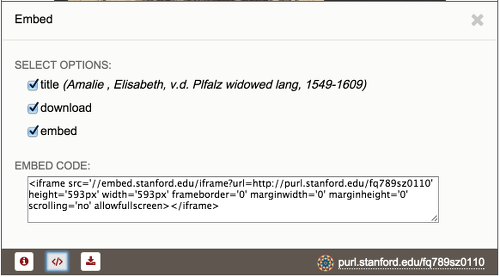 Embed
SELECT OPTIONS:
title (Amalie , Elisabeth, v.d. Plfalz widowed lang, 1549-1609)
download
embed
EMBED CODE:
<iframe src='//embed.stanford.edu/iframe?url=http://purl.stanford.edu/fq789sz0110'
height='593px' width='593px' frameborder='0' marginwidth='0' marginheight='0'
scrolling='no' allowfullscreen></iframe>
purl.stanford.edu/fq789sz0110